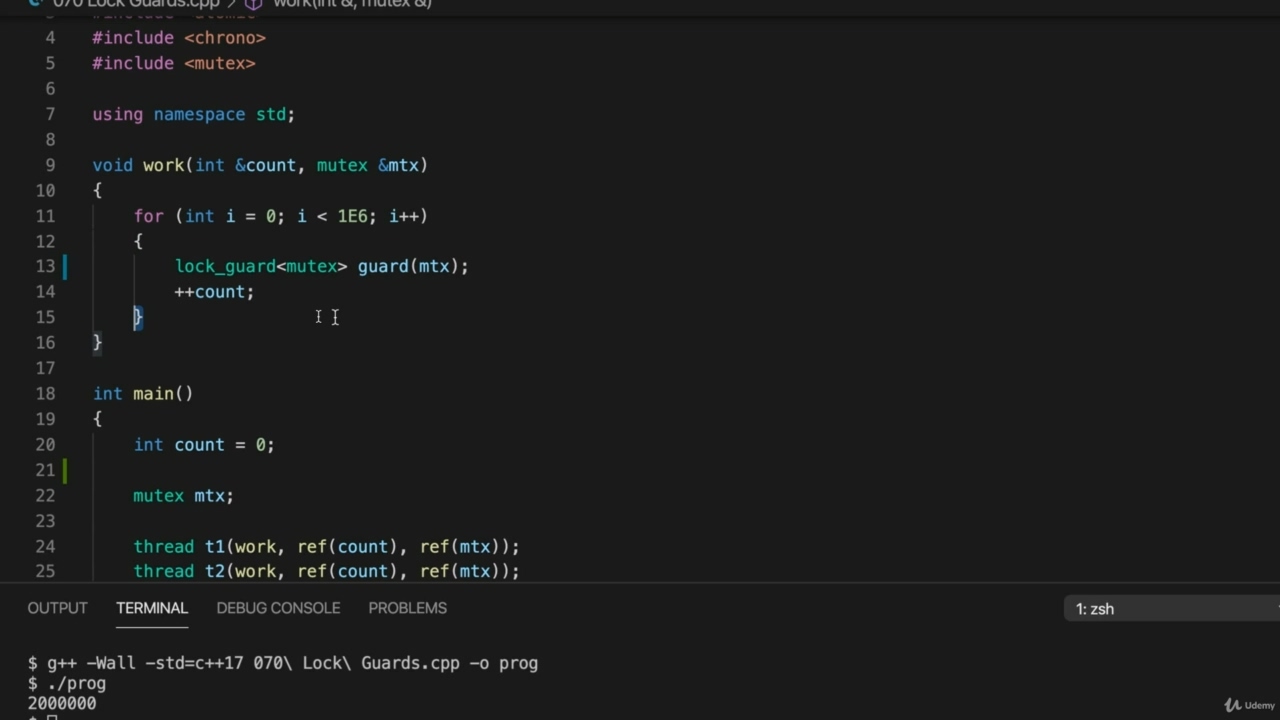 070 Lock Guards.cpp > work(int &, mutex &)
3 #include <atomic>
4 #include <chrono>
5 #include <mutex>
6
7 using namespace std;
8
9 void work(int &count, mutex &mtx)
10 {
11 for (int i = 0; i < 1E6; i++)
12 {
13 lock_guard<mutex> guard(mtx);
14 ++count;
15 }
16 }
17
18 int main()
19 {
20 int count = 0;
21
22 mutex mtx;
23
24 thread t1(work, ref(count), ref(mtx));
25 thread t2(work, ref(count), ref(mtx));
OUTPUT TERMINAL DEBUG CONSOLE PROBLEMS 1: zsh
$ g++ -Wall -std=c++17 070\ Lock\ Guards.cpp -o prog
$ ./prog
2000000
$
Udemy